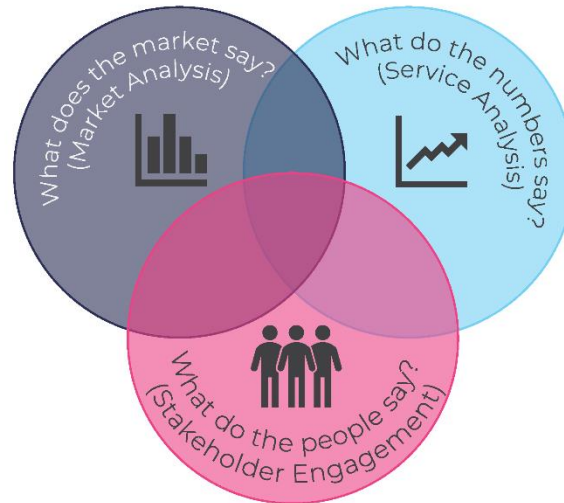 What does the market say?
(Market Analysis)
What do the numbers say?
(Service Analysis)
What do the people say?
(Stakeholder Engagement)